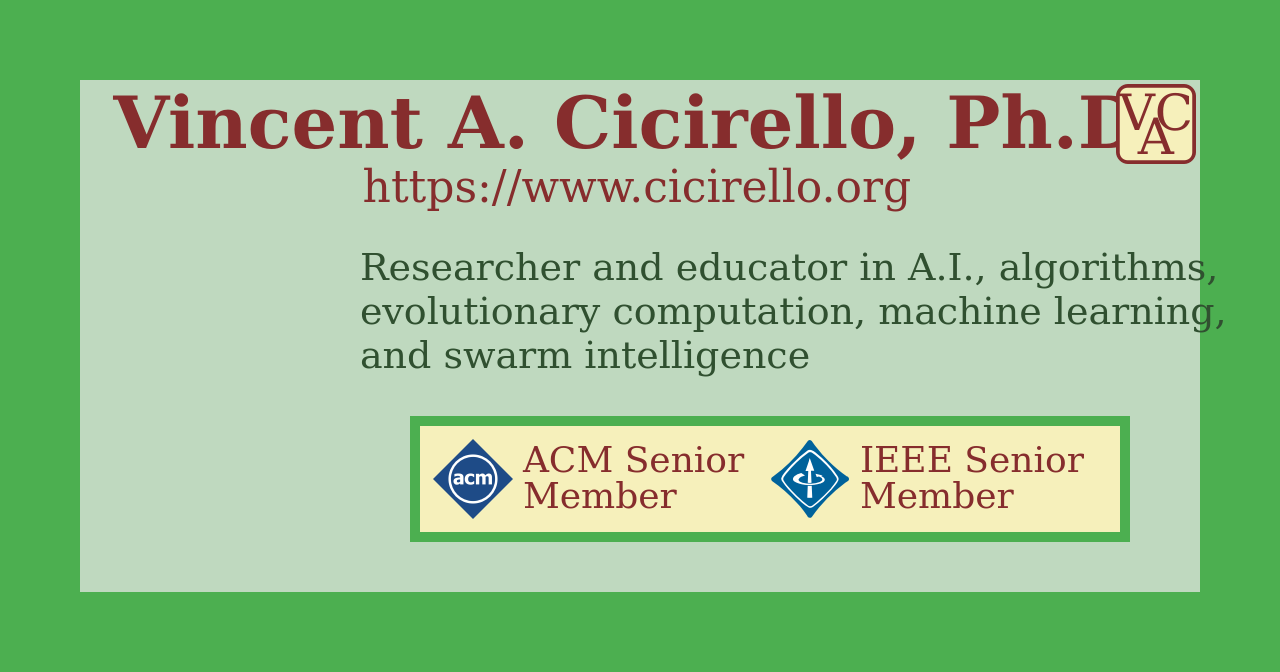 Vincent A. Cicirello, Ph.D
VCA
https://www.cicirello.org
Researcher and educator in A.I., algorithms,
evolutionary computation, machine learning,
and swarm intelligence
acm
ACM Senior
Member
IEEE Senior
Member